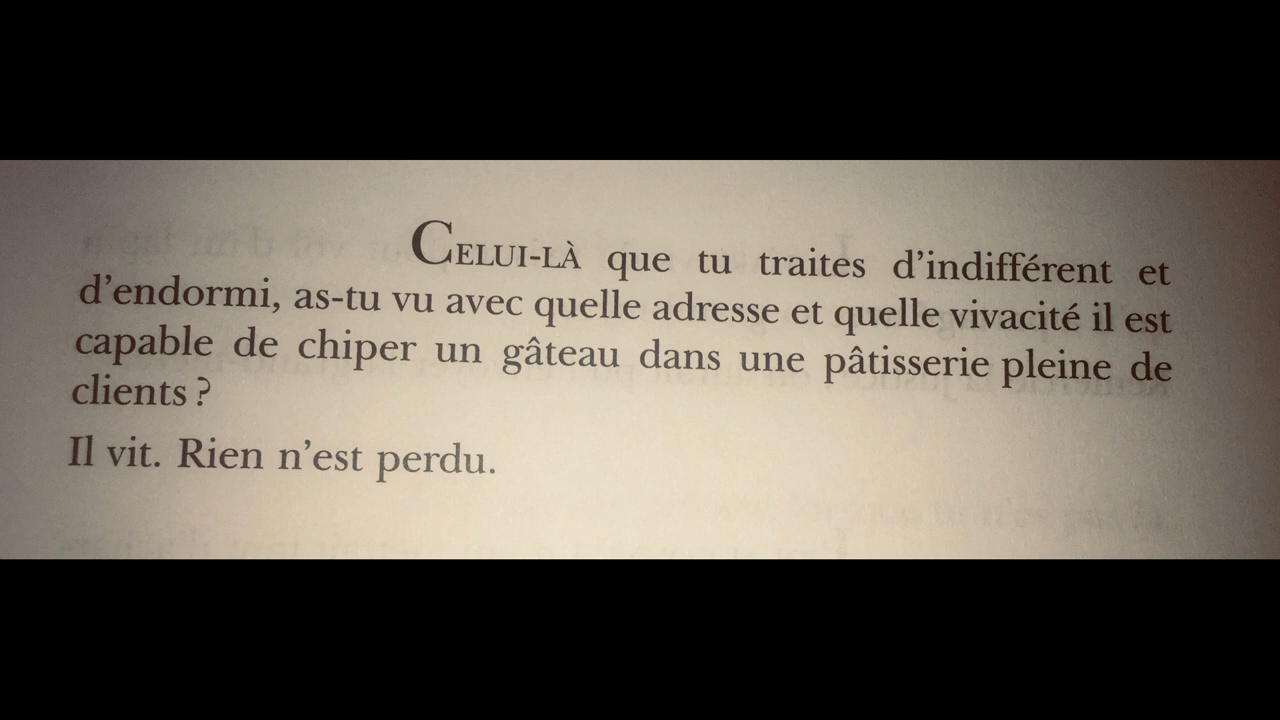 CELUI-LÀ que tu traites d'indifférent et
d'endormi, as-tu vu avec quelle adresse et quelle vivacité il est
capable de chiper un gâteau dans une pâtisserie pleine de
clients ?
Il vit. Rien n'est perdu.